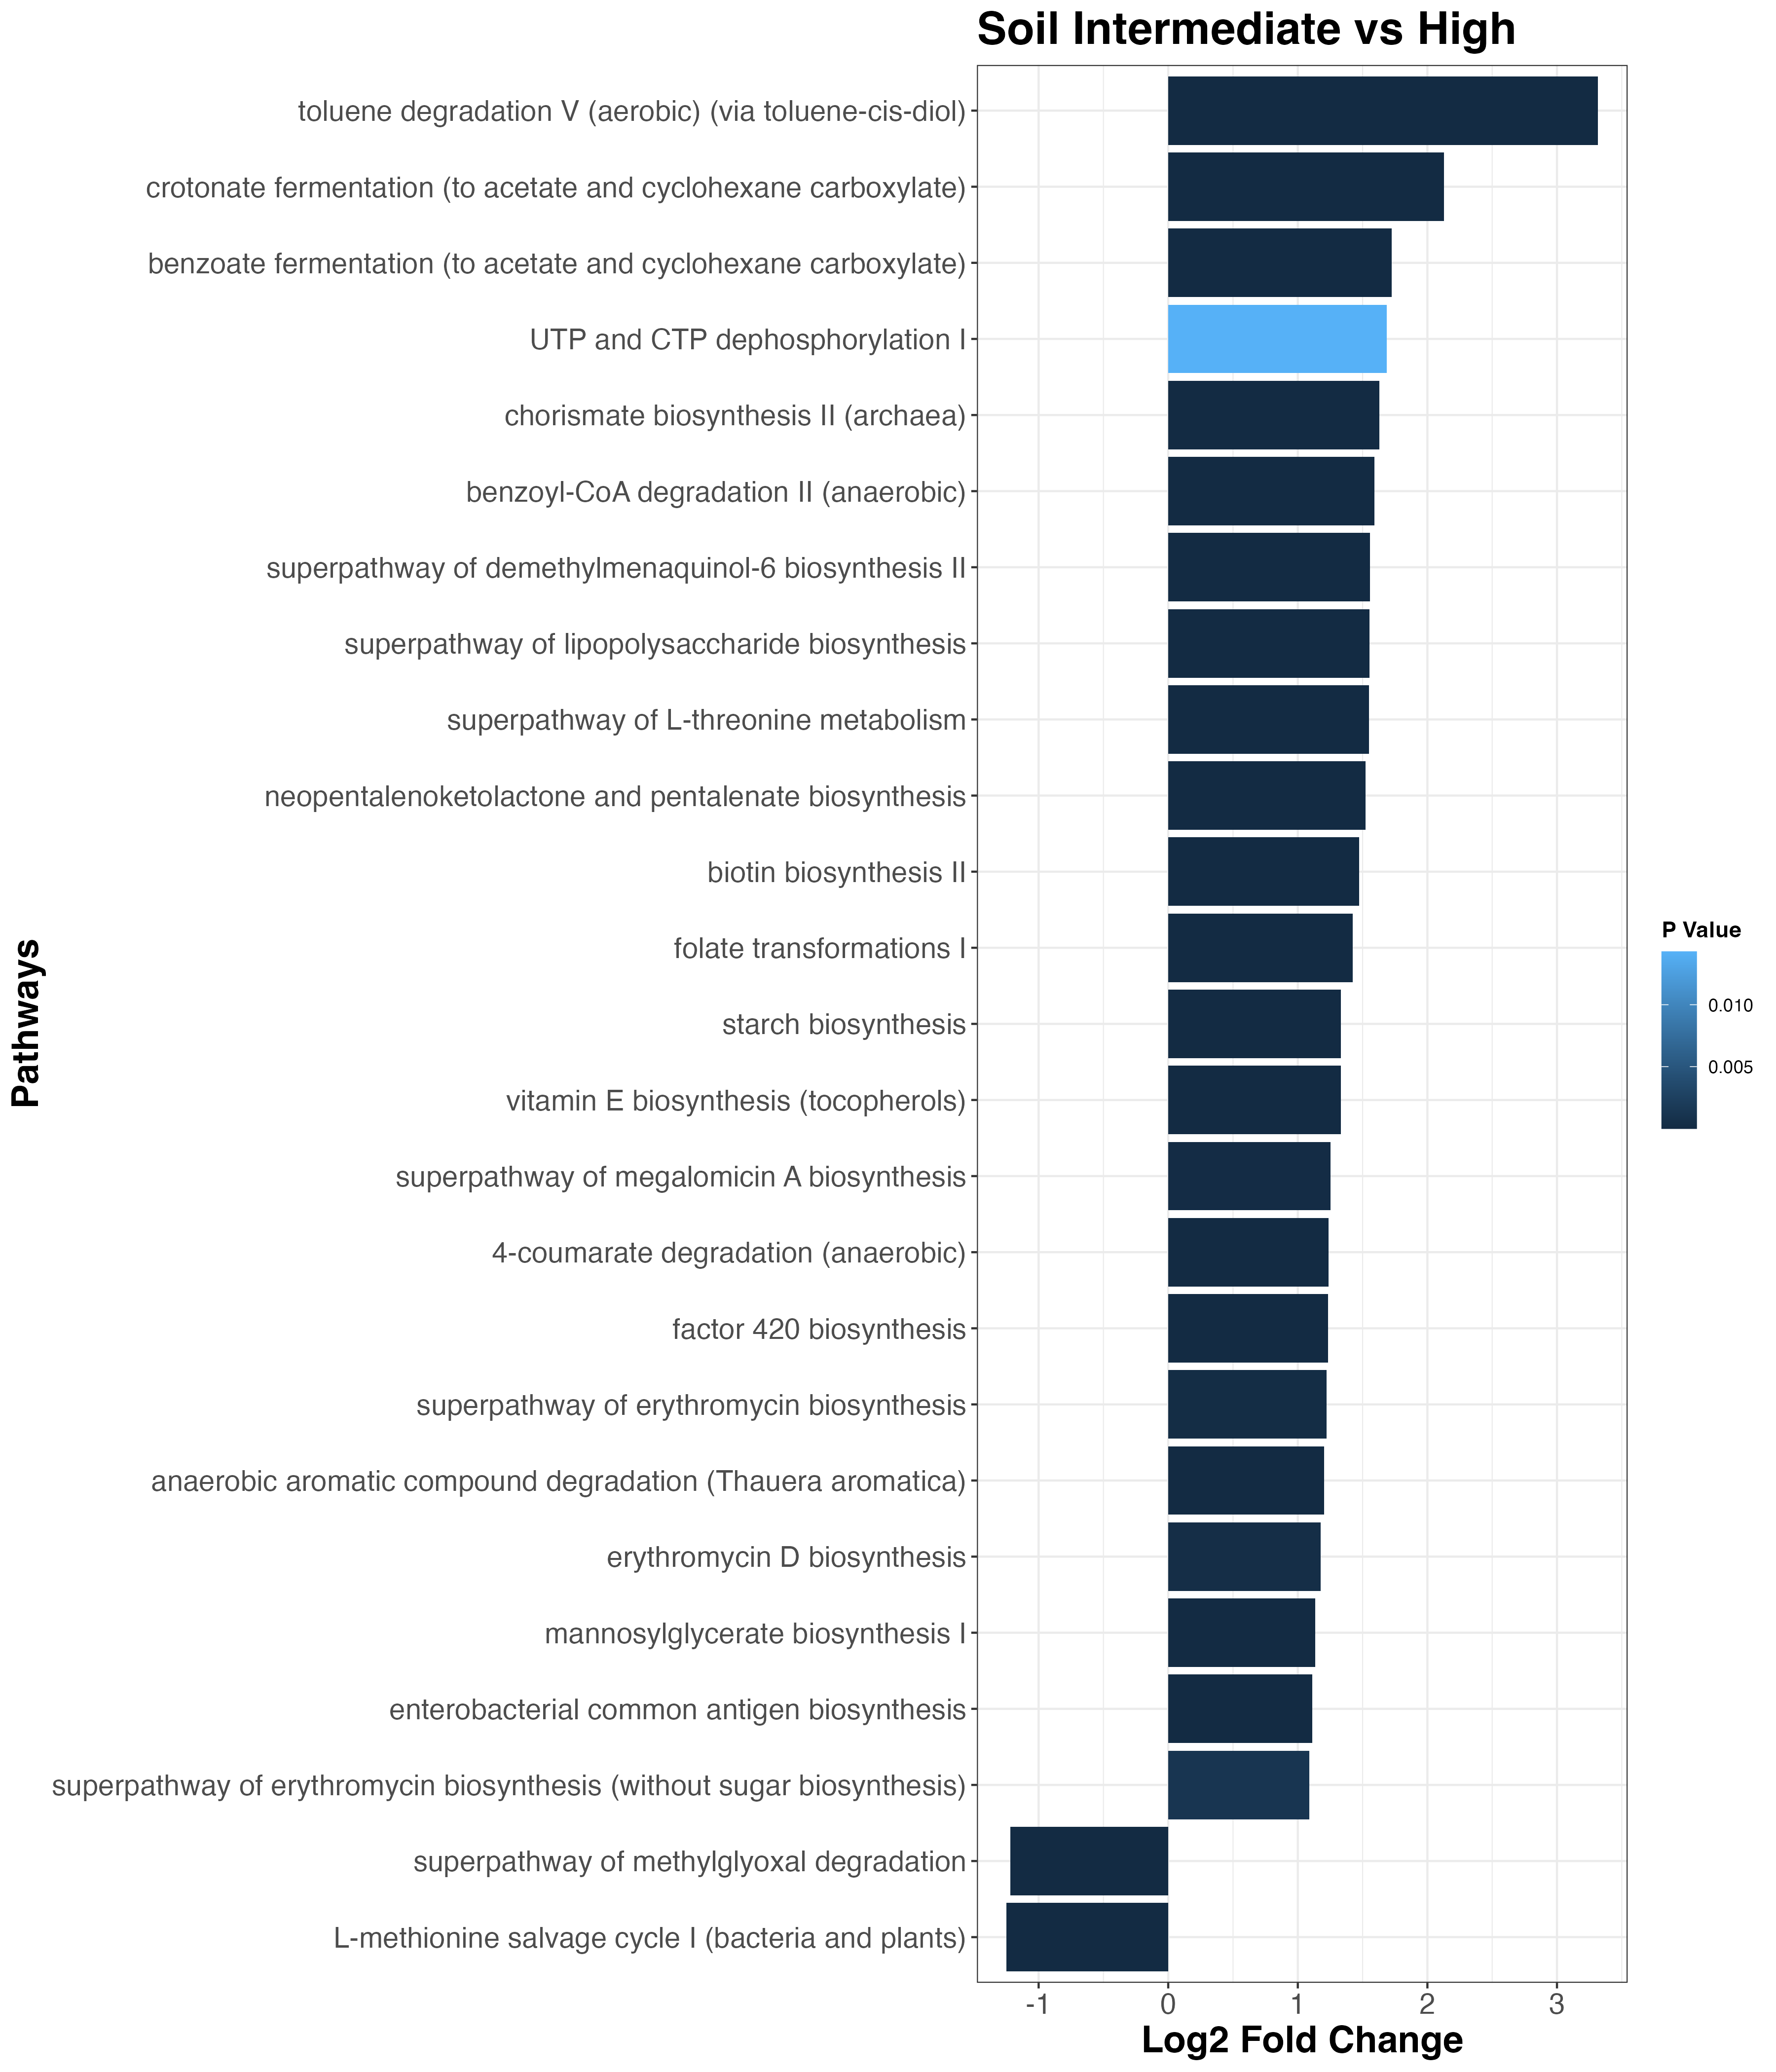 Soil Intermediate vs High
Pathways
toluene degradation V (aerobic) (via toluene-cis-diol)
crotonate fermentation (to acetate and cyclohexane carboxylate)
benzoate fermentation (to acetate and cyclohexane carboxylate)
UTP and CTP dephosphorylation I
chorismate biosynthesis II (archaea)
benzoyl-CoA degradation II (anaerobic)
superpathway of demethylmenaquinol-6 biosynthesis II
superpathway of lipopolysaccharide biosynthesis
superpathway of L-threonine metabolism
neopentalenoketolactone and pentalenate biosynthesis
biotin biosynthesis II
folate transformations I
starch biosynthesis
vitamin E biosynthesis (tocopherols)
superpathway of megalomicin A biosynthesis
4-coumarate degradation (anaerobic)
factor 420 biosynthesis
superpathway of erythromycin biosynthesis
anaerobic aromatic compound degradation (Thauera aromatica)
erythromycin D biosynthesis
mannosylglycerate biosynthesis I
enterobacterial common antigen biosynthesis
superpathway of erythromycin biosynthesis (without sugar biosynthesis)
superpathway of methylglyoxal degradation
L-methionine salvage cycle I (bacteria and plants)
-1 0 1 2 3
Log2 Fold Change
P Value
0.010
0.005